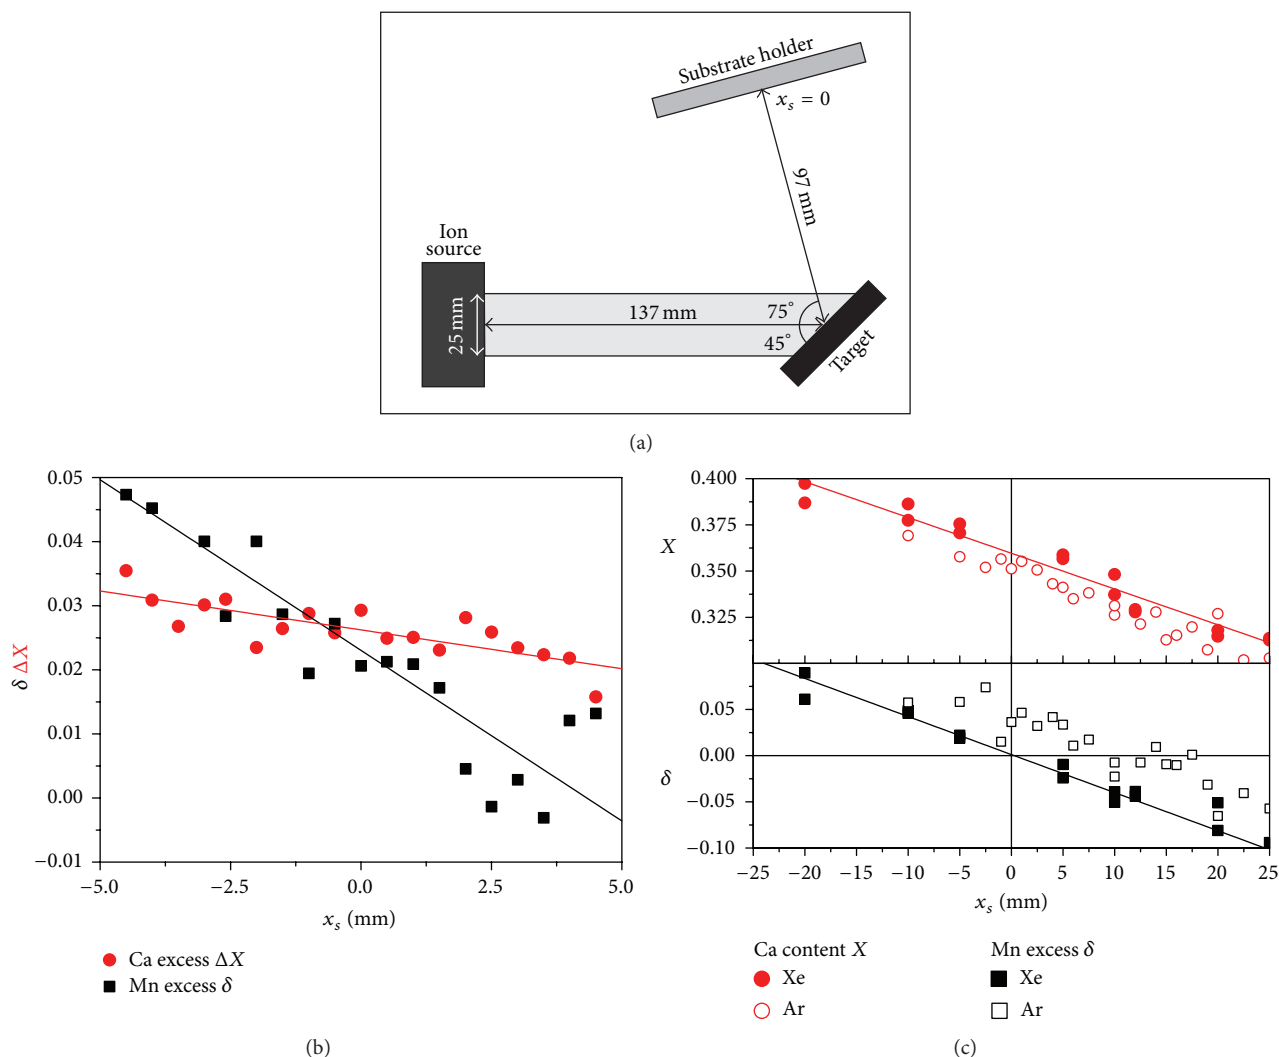 Substrate holder
x_s = 0
97 mm
Ion
source
25 mm
137 mm
75°
45°
Target
(a)
0.05
0.04
0.03
0.02
0.01
0.00
−0.01
δ ΔX
−5.0 −2.5 0.0 2.5 5.0
x_s (mm)
Ca excess ΔX
Mn excess δ
(b)
0.400
0.375
X
0.350
0.325
0.05
0.00
δ
−0.05
−0.10
−25 −20 −15 −10 −5 0 5 10 15 20 25
x_s (mm)
Ca content X Mn excess δ
Xe Xe
Ar Ar
(c)